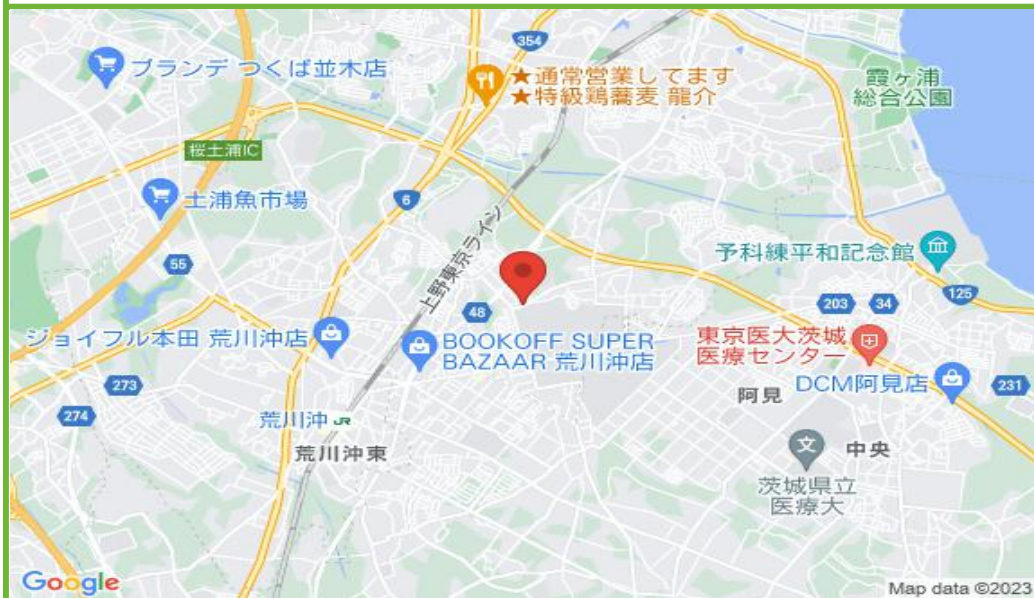 354
ブランデ つくば並木店
★通常営業してます
★特級鶏蕎麦 龍介
霞ヶ浦
総合公園
桜土浦IC
土浦魚市場
6
上野東京ライン
予科練平和記念館
55
125
48
203
34
ジョイフル本田 荒川沖店
BOOKOFF SUPER
BAZAAR 荒川沖店
東京医大茨城
医療センター
DCM阿見店
273
231
阿見
274
荒川沖 JR
荒川沖東
中央
茨城県立
医療大
Google
Map data ©2023